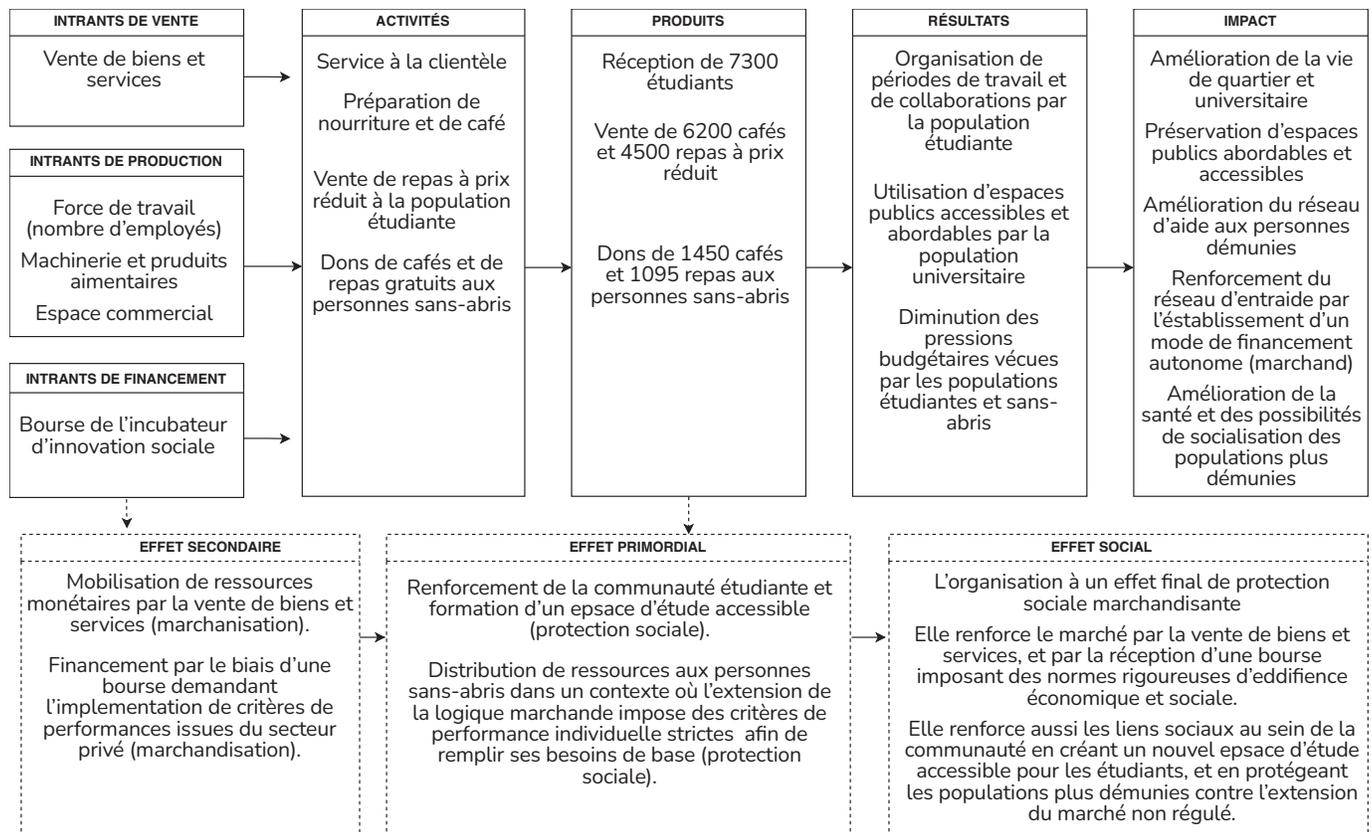 INTRANTS DE VENTE
Vente de biens et
services
INTRANTS DE PRODUCTION
Force de travail
(nombre d'employés)
Machinerie et pruduits
aimentaires
Espace commercial
INTRANTS DE FINANCEMENT
Bourse de l'incubateur
d'innovation sociale
ACTIVITÉS
Service à la clientèle
Préparation de
nourriture et de café
Vente de repas à prix
réduit à la population
étudiante
Dons de cafés et de
repas gratuits aux
personnes sans-abris
PRODUITS
Réception de 7300
étudiants
Vente de 6200 cafés
et 4500 repas à prix
réduit
Dons de 1450 cafés
et 1095 repas aux
personnes sans-abris
RÉSULTATS
Organisation de
périodes de travail et
de collaborations par
la population
étudiante
Utilisation d'espaces
publics accessibles et
abordables par la
population
universitaire
Diminution des
pressions
budgétaires vécues
par les populations
étudiantes et sans-
abris
IMPACT
Amélioration de la vie
de quartier et
universitaire
Préservation d'espaces
publics abordables et
accessibles
Amélioration du réseau
d'aide aux personnes
démunies
Renforcement du
réseau d'entraide par
l'éstablissement d'un
mode de financement
autonome (marchand)
Amélioration de la
santé et des possibilités
de socialisation des
populations plus
démunies
EFFET SECONDAIRE
Mobilisation de ressources
monétaires par la vente de biens et
services (marchanisation).
Financement par le biais d'une
bourse demandant
l'implementation de critères de
performances issues du secteur
privé (marchandisation).
EFFET PRIMORDIAL
Renforcement de la communauté étudiante et
formation d'un epsace d'étude accessible
(protection sociale).
Distribution de ressources aux personnes
sans-abris dans un contexte où l'extension de
la logique marchande impose des critères de
performance individuelle strictes afin de
remplir ses besoins de base (protection
sociale).
EFFET SOCIAL
L'organisation à un effet final de protection
sociale marchandisante
Elle renforce le marché par la vente de biens et
services, et par la réception d'une bourse
imposant des normes rigoureuses d'eddifience
économique et sociale.
Elle renforce aussi les liens sociaux au sein de la
communauté en créant un nouvel epsace d'étude
accessible pour les étudiants, et en protégeant
les populations plus démunies contre l'extension
du marché non régulé.